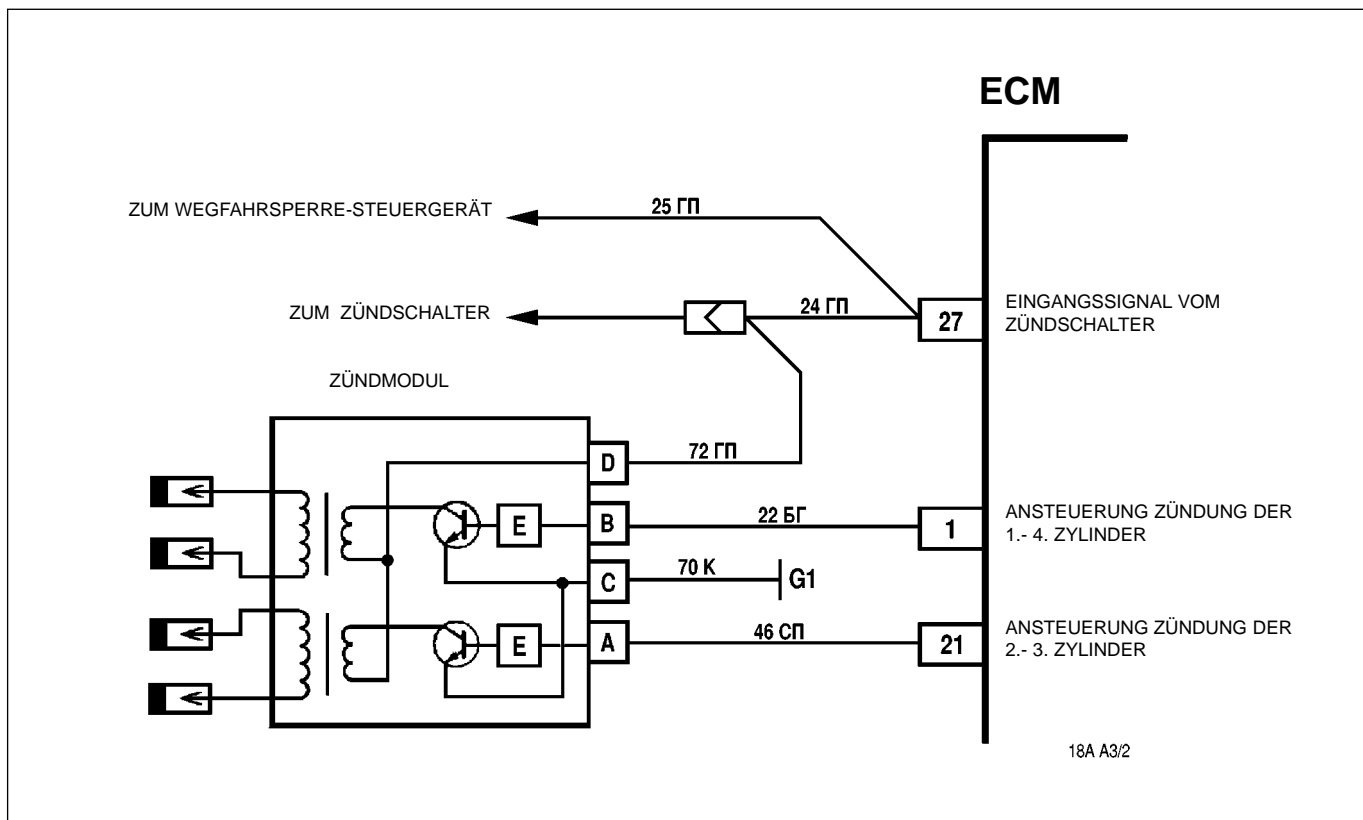 ECM
ZUM WEGFAHRSPERRE-STEUERGERÄT
25 ГП
ZUM ZÜNDSCHALTER
24 ГП
27
EINGANGSSIGNAL VOM
ZÜNDSCHALTER
ZÜNDMODUL
D
72 ГП
E
B
22 БГ
1
ANSTEUERUNG ZÜNDUNG DER
1.- 4. ZYLINDER
C
70 К
G1
E
A
46 СП
21
ANSTEUERUNG ZÜNDUNG DER
2.- 3. ZYLINDER
18A A3/2